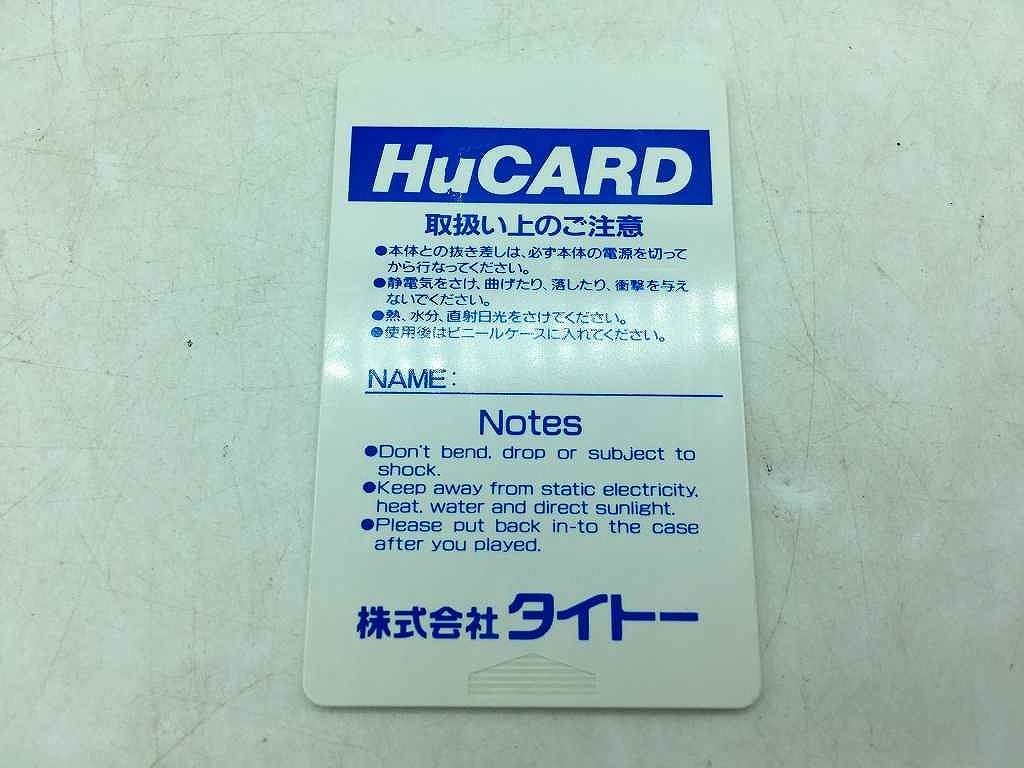 HuCARD
取扱い上のご注意
●本体との抜き差しは、必ず本体の電源を切って
から行なってください。
●静電気をさけ、曲げたり、落したり、衝撃を与え
ないでください。
●熱、水分、直射日光をさけてください。
●使用後はビニールケースに入れてください。
NAME:
Notes
●Don't bend, drop or subject to
shock.
●Keep away from static electricity,
heat, water and direct sunlight.
●Please put back in-to the case
after you played.
株式会社 タイトー